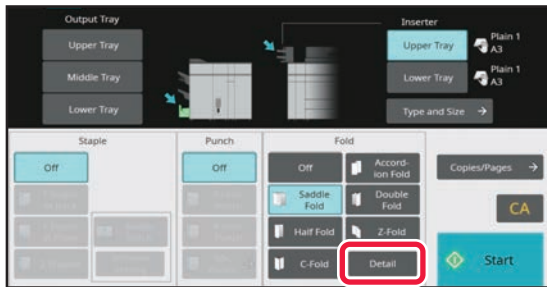 Output Tray
Upper Tray
Middle Tray
Lower Tray
Inserter
Upper Tray
Plain 1
A3
Lower Tray
Plain 1
A3
Type and Size
Staple
Off
Punch
Off
Fold
Off
Accord-
ion Fold
Saddle
Fold
Double
Fold
Half Fold
Z-Fold
C-Fold
Detail
Copies/Pages
CA
Start